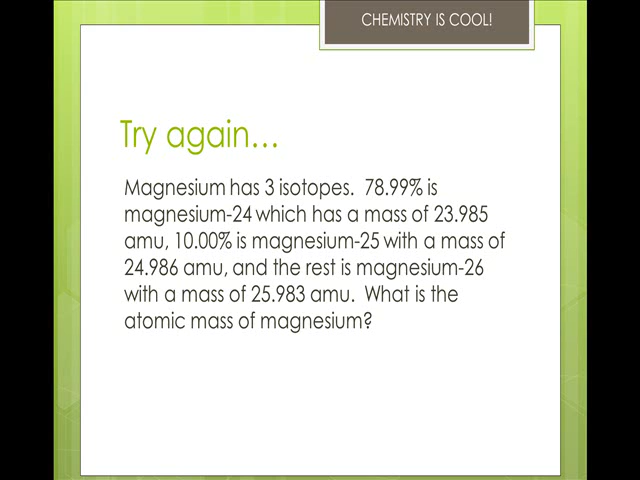 CHEMISTRY IS COOL!
Try again…
Magnesium has 3 isotopes.  78.99% is
magnesium-24 which has a mass of 23.985
amu, 10.00% is magnesium-25 with a mass of
24.986 amu, and the rest is magnesium-26
with a mass of 25.983 amu.  What is the
atomic mass of magnesium?